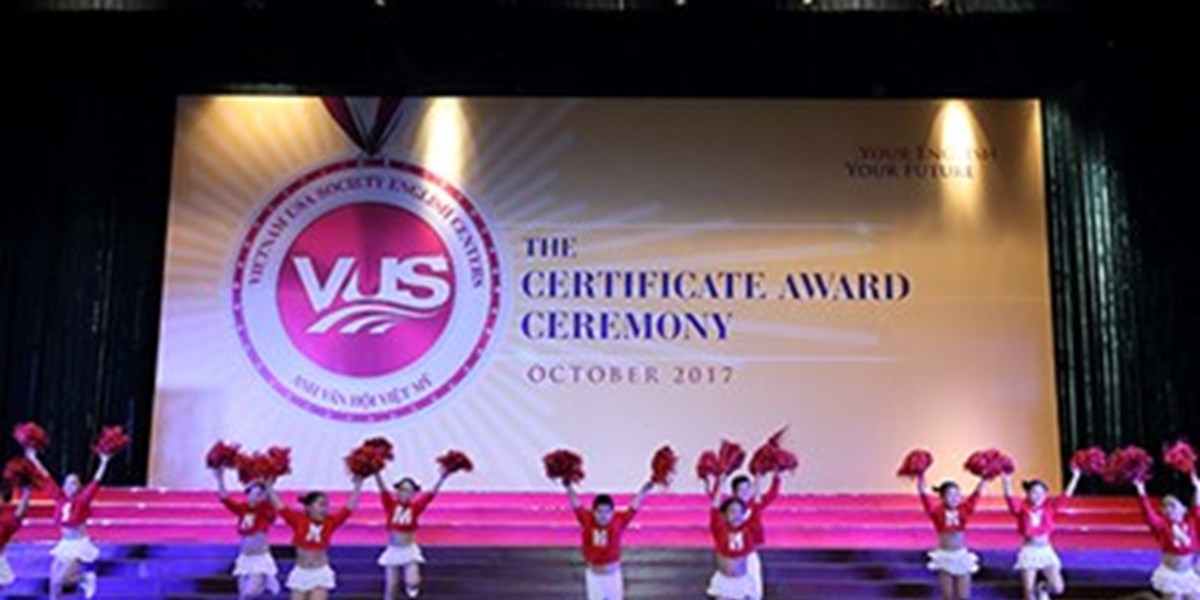 YOUR ENGLISH
YOUR FUTURE
VIETNAM USA SOCIETY ENGLISH CENTERS
VUS
ANH VĂN HỘI VIỆT MỸ
THE
CERTIFICATE AWARD
CEREMONY
OCTOBER 2017